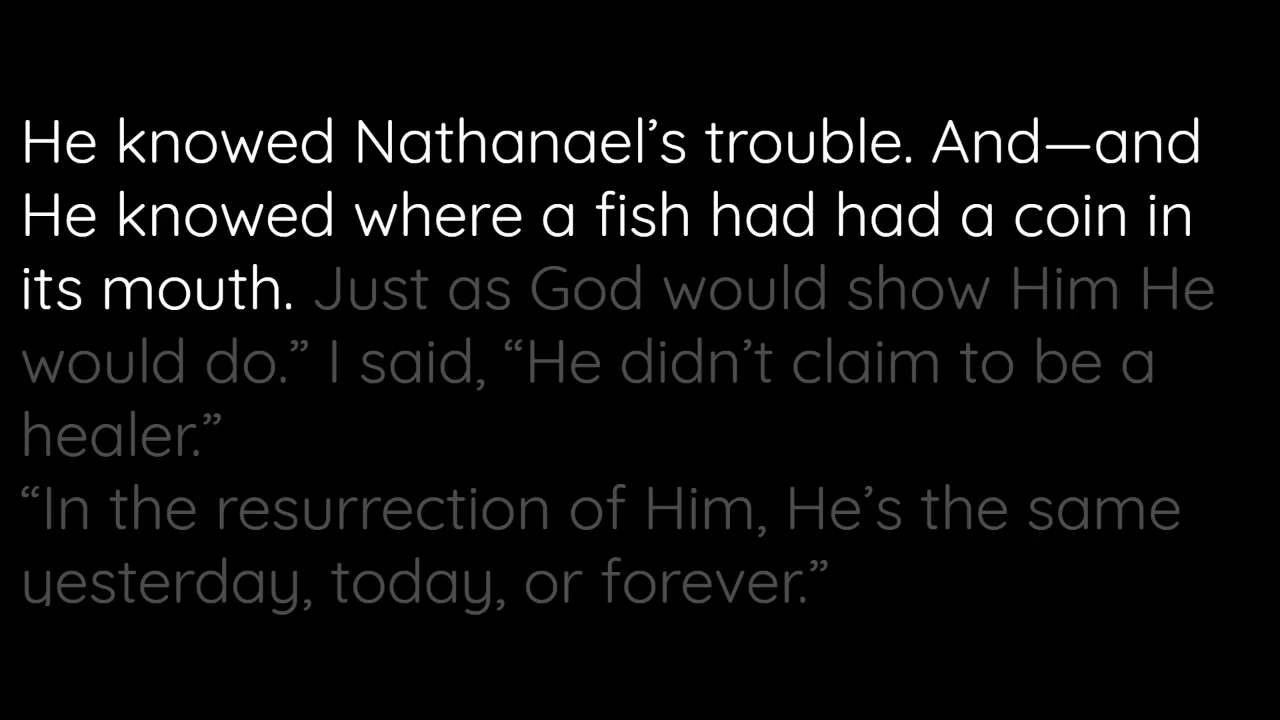 He knowed Nathanael’s trouble. And—and
He knowed where a fish had had a coin in
its mouth. Just as God would show Him He
would do.” I said, “He didn’t claim to be a
healer.”
“In the resurrection of Him, He’s the same
yesterday, today, or forever.”